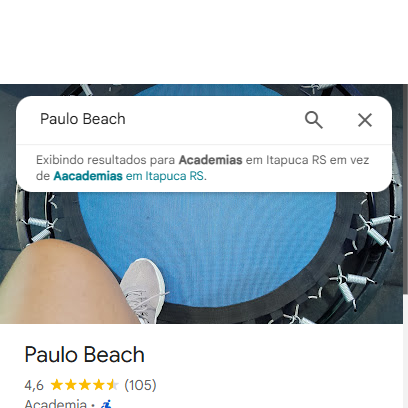 Paulo Beach
Exibindo resultados para Academias em Itapuca RS em vez
de Aacademias em Itapuca RS.
Paulo Beach
4,6 (105)
Academia ·